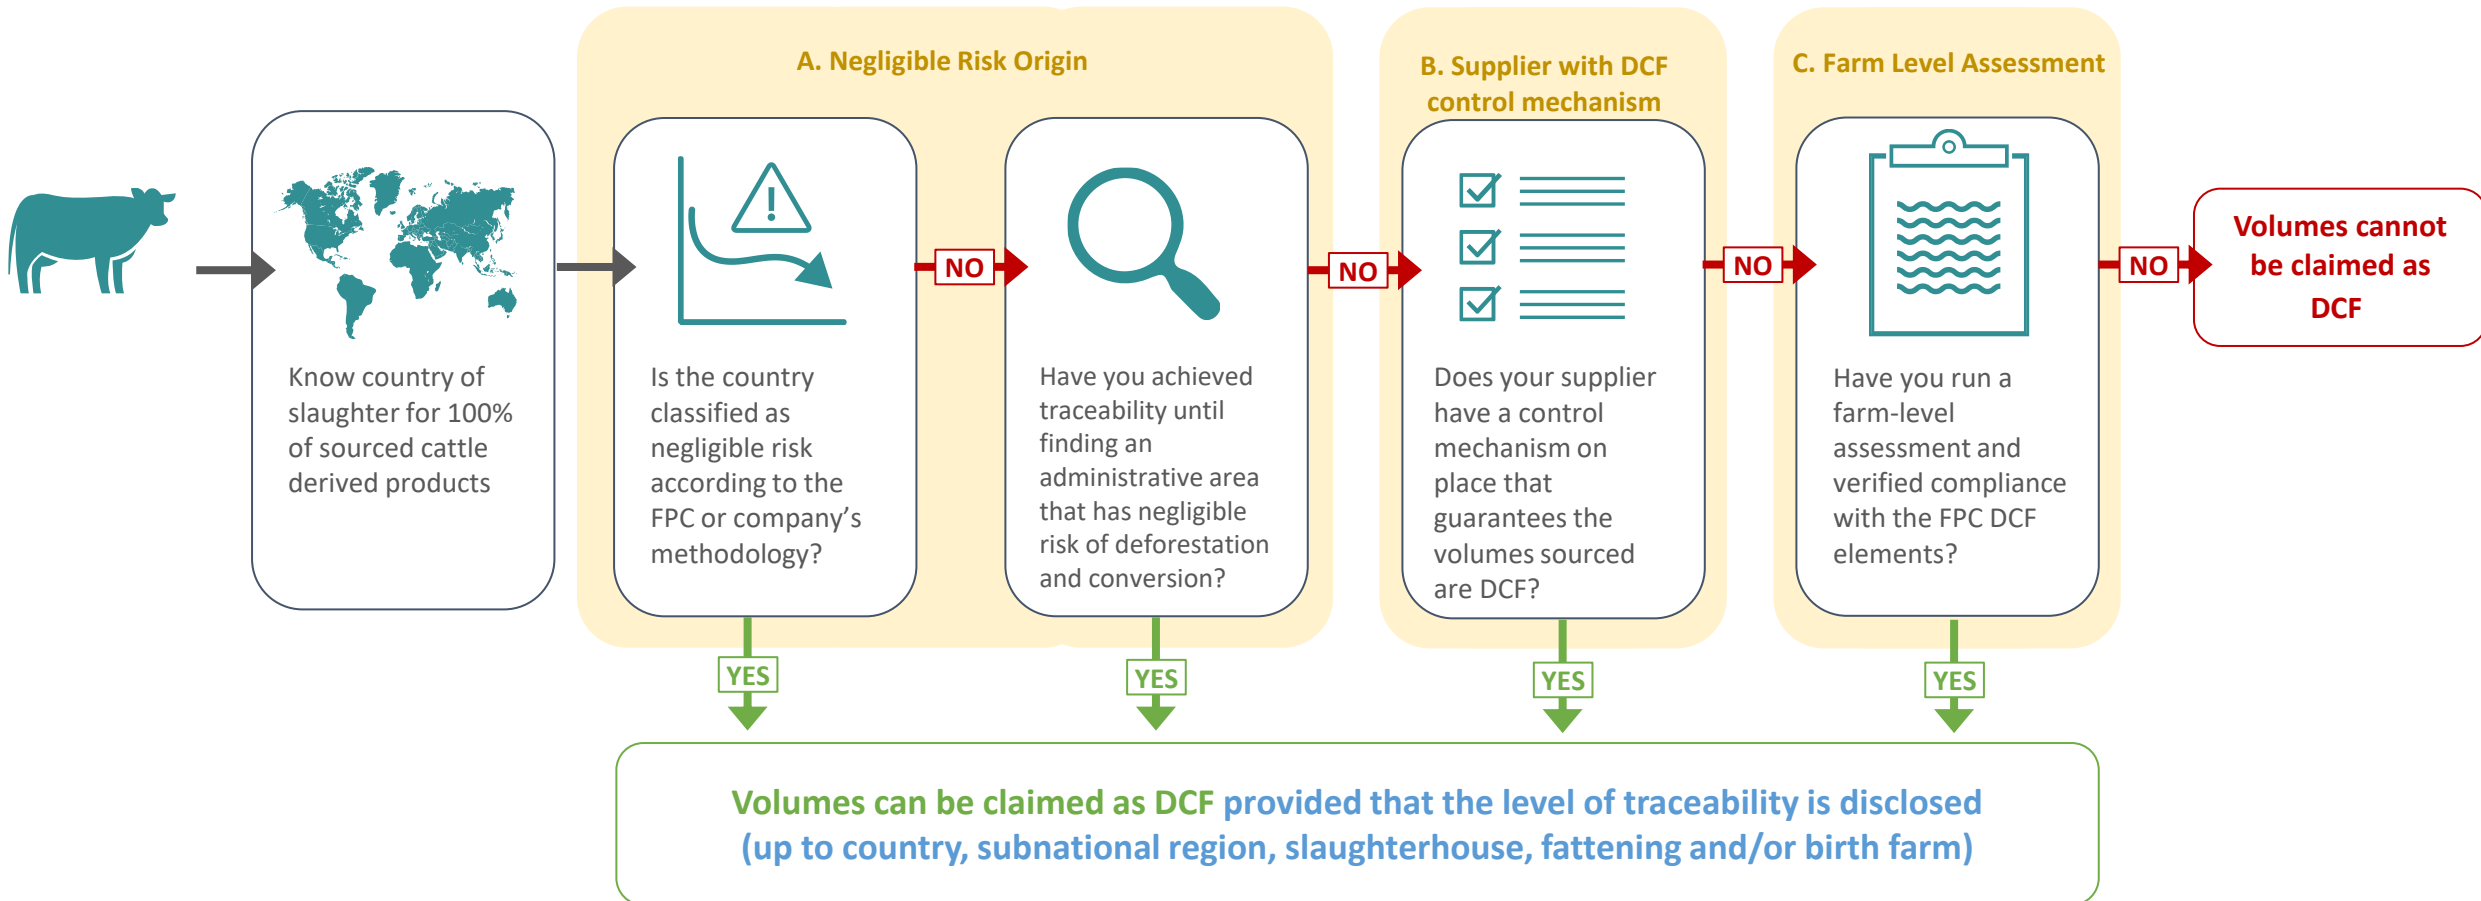 A. Negligible Risk Origin
B. Supplier with DCF
control mechanism
C. Farm Level Assessment
Know country of
slaughter for 100%
of sourced cattle
derived products
Is the country
classified as
negligible risk
according to the
FPC or company’s
methodology?
NO
Have you achieved
traceability until
finding an
administrative area
that has negligible
risk of deforestation
and conversion?
NO
Does your supplier
have a control
mechanism on
place that
guarantees the
volumes sourced
are DCF?
NO
Have you run a
farm-level
assessment and
verified compliance
with the FPC DCF
elements?
NO
Volumes cannot
be claimed as
DCF
YES
YES
YES
YES
Volumes can be claimed as DCF provided that the level of traceability is disclosed
(up to country, subnational region, slaughterhouse, fattening and/or birth farm)